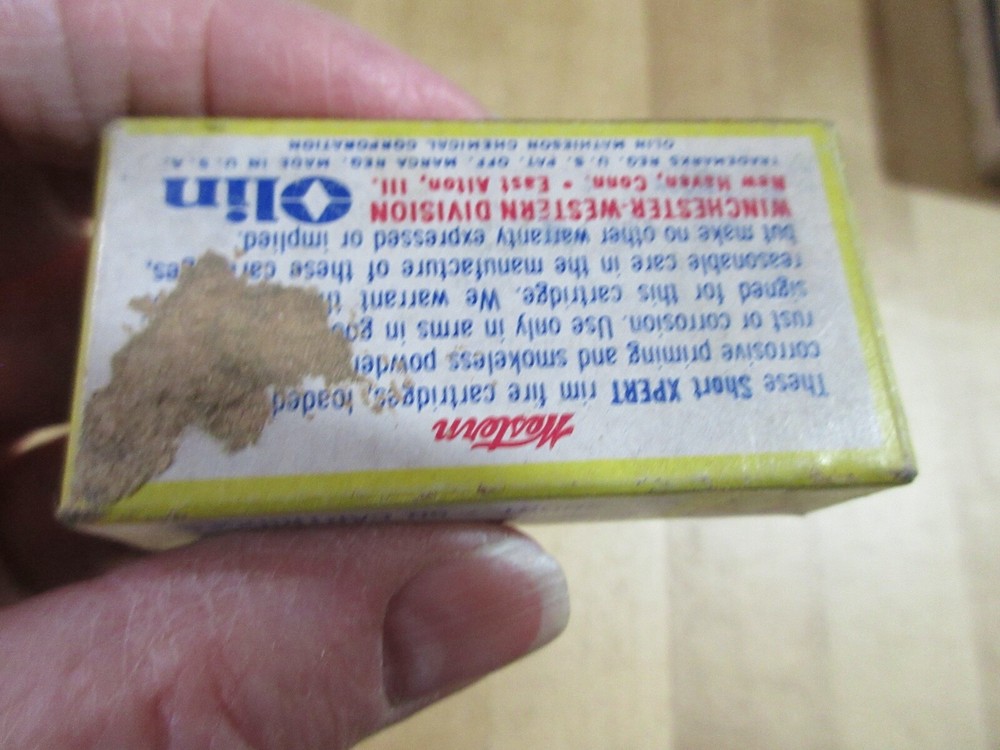 Western
These Short XPERT rim fire cartridges, loaded
corrosive priming and smokeless powder
rust or corrosion. Use only in arms in
signed for this cartridge. We warrant
reasonable care in the manufacture of these
but make no other warranty expressed or implied.
WINCHESTER-WESTERN DIVISION
New Haven, Conn. • East Alton, Ill.
Olin
TRADEMARKS REG. U. S. PAT. OFF. MARCA REG. MADE IN U. S. A.
OLIN MATHIESON CHEMICAL CORPORATION